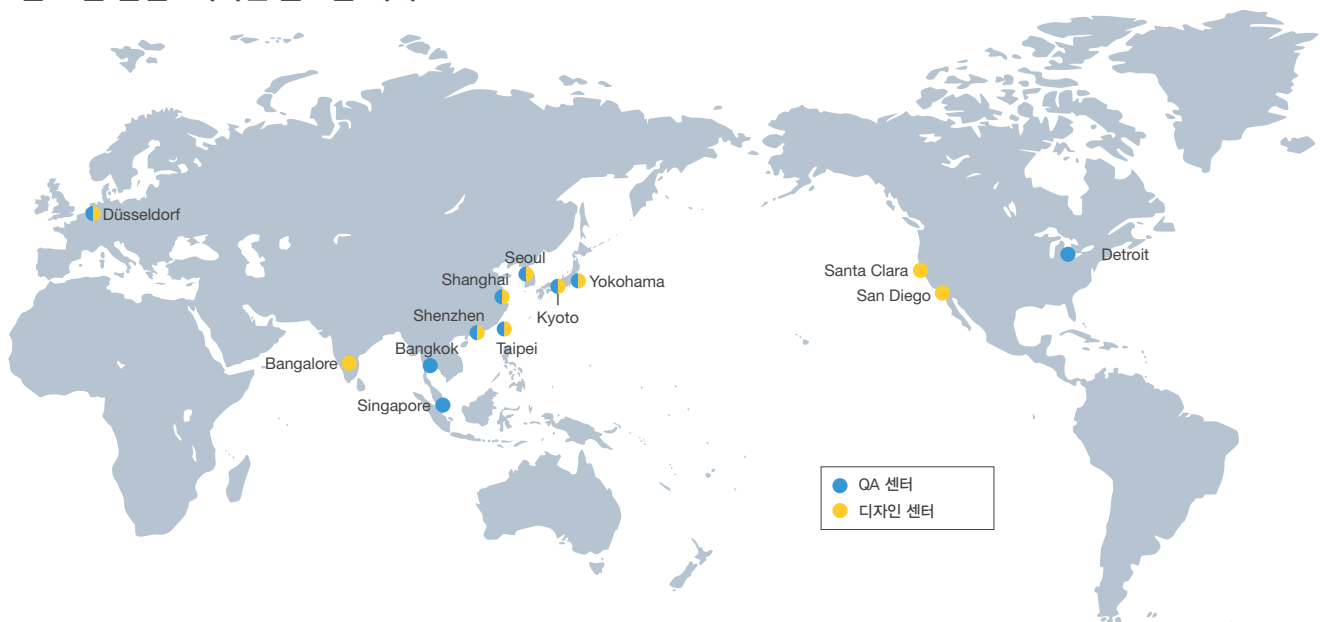 Düsseldorf
Seoul
Shanghai
Yokohama
Shenzhen
Kyoto
Bangkok
Taipei
Bangalore
Singapore
Santa Clara
San Diego
Detroit
QA 센터
디자인 센터